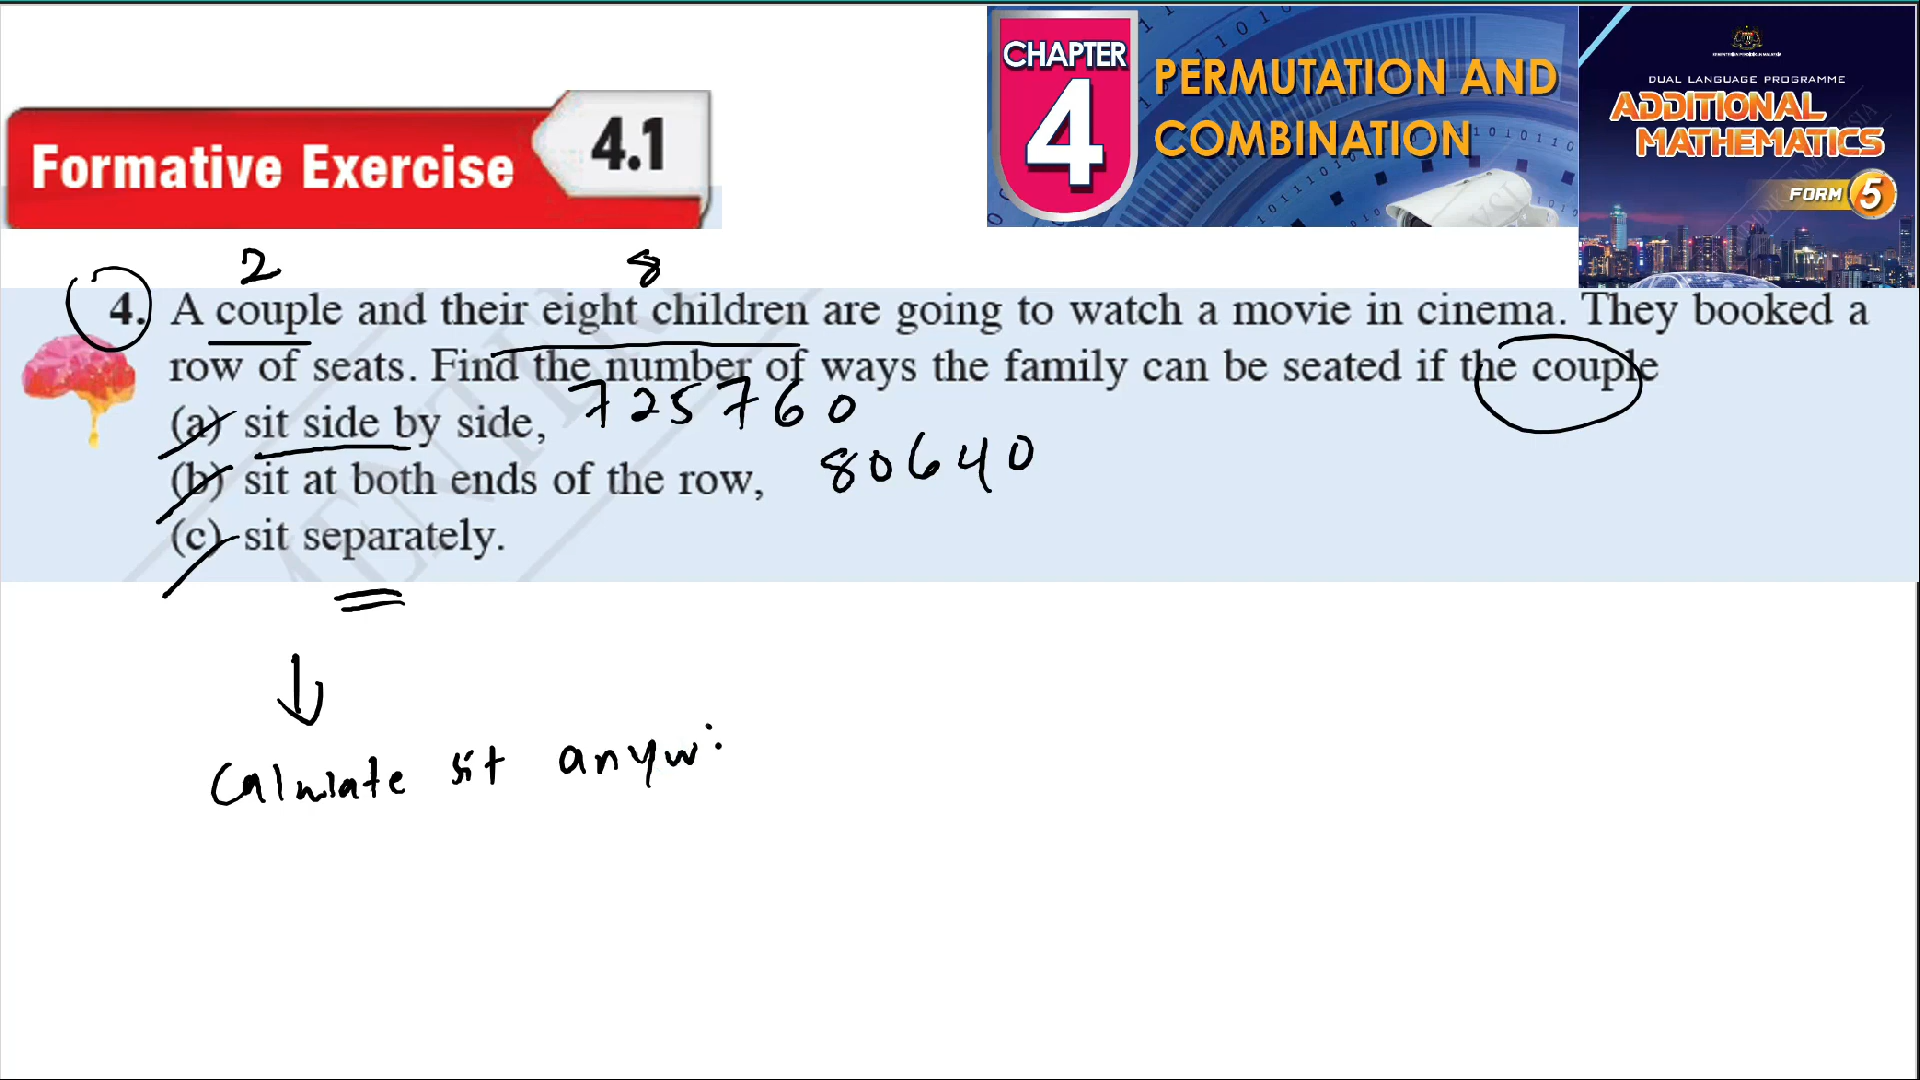 CHAPTER
4
PERMUTATION AND
COMBINATION
KEMENTERIAN PENDIDIKAN MALAYSIA
DUAL LANGUAGE PROGRAMME
ADDITIONAL
MATHEMATICS
FORM 5
Formative Exercise 4.1
2 8
4. A couple and their eight children are going to watch a movie in cinema. They booked a
row of seats. Find the number of ways the family can be seated if the couple
(a) sit side by side, 725760
(b) sit at both ends of the row, 80640
(c) sit separately.
Calculate sit